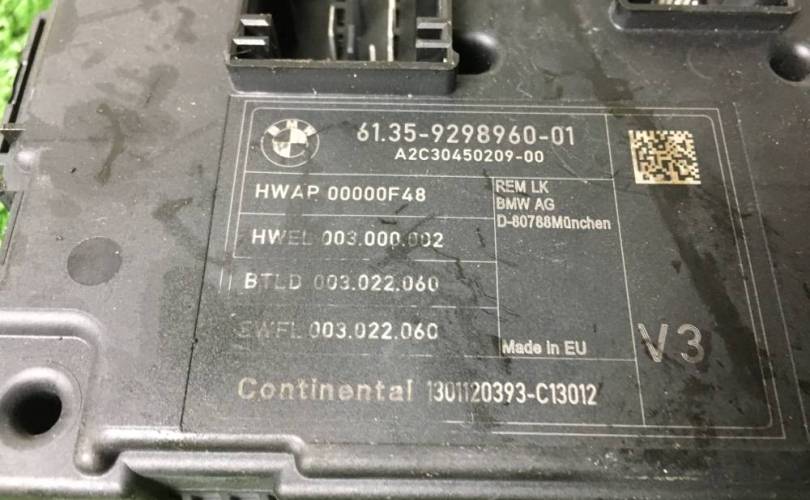 61.35-9298960-01
A2C30450209-00
HWAP 00000F48
REM LK
BMW AG
D-80788München
HWEL 003.000.002
BTLD 003.022.060
SWFL 003.022.060
Made in EU
V3
Continental 1301120393-C13012